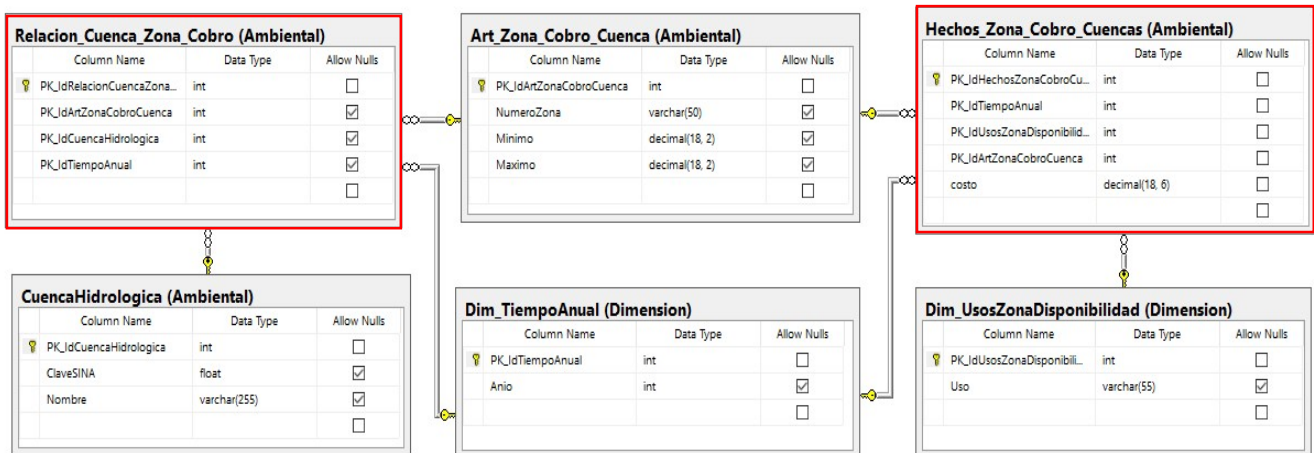 Relacion_Cuenca_Zona_Cobro (Ambiental)
Column Name Data Type Allow Nulls
PK_IdRelacionCuencaZona... int
PK_IdArtZonaCobroCuenca int
PK_IdCuencaHidrologica int
PK_IdTiempoAnual int
Art_Zona_Cobro_Cuenca (Ambiental)
Column Name Data Type Allow Nulls
PK_IdArtZonaCobroCuenca int
NumeroZona varchar(50)
Minimo decimal(18, 2)
Maximo decimal(18, 2)
Hechos_Zona_Cobro_Cuencas (Ambiental)
Column Name Data Type Allow Nulls
PK_IdHechosZonaCobroCu... int
PK_IdTiempoAnual int
PK_IdUsosZonaDisponibilid... int
PK_IdArtZonaCobroCuenca int
costo decimal(18, 6)
CuencaHidrologica (Ambiental)
Column Name Data Type Allow Nulls
PK_IdCuencaHidrologica int
ClaveSINA float
Nombre varchar(255)
Dim_TiempoAnual (Dimension)
Column Name Data Type Allow Nulls
PK_IdTiempoAnual int
Anio int
Dim_UsosZonaDisponibilidad (Dimension)
Column Name Data Type Allow Nulls
PK_IdUsosZonaDisponibili... int
Uso varchar(55)